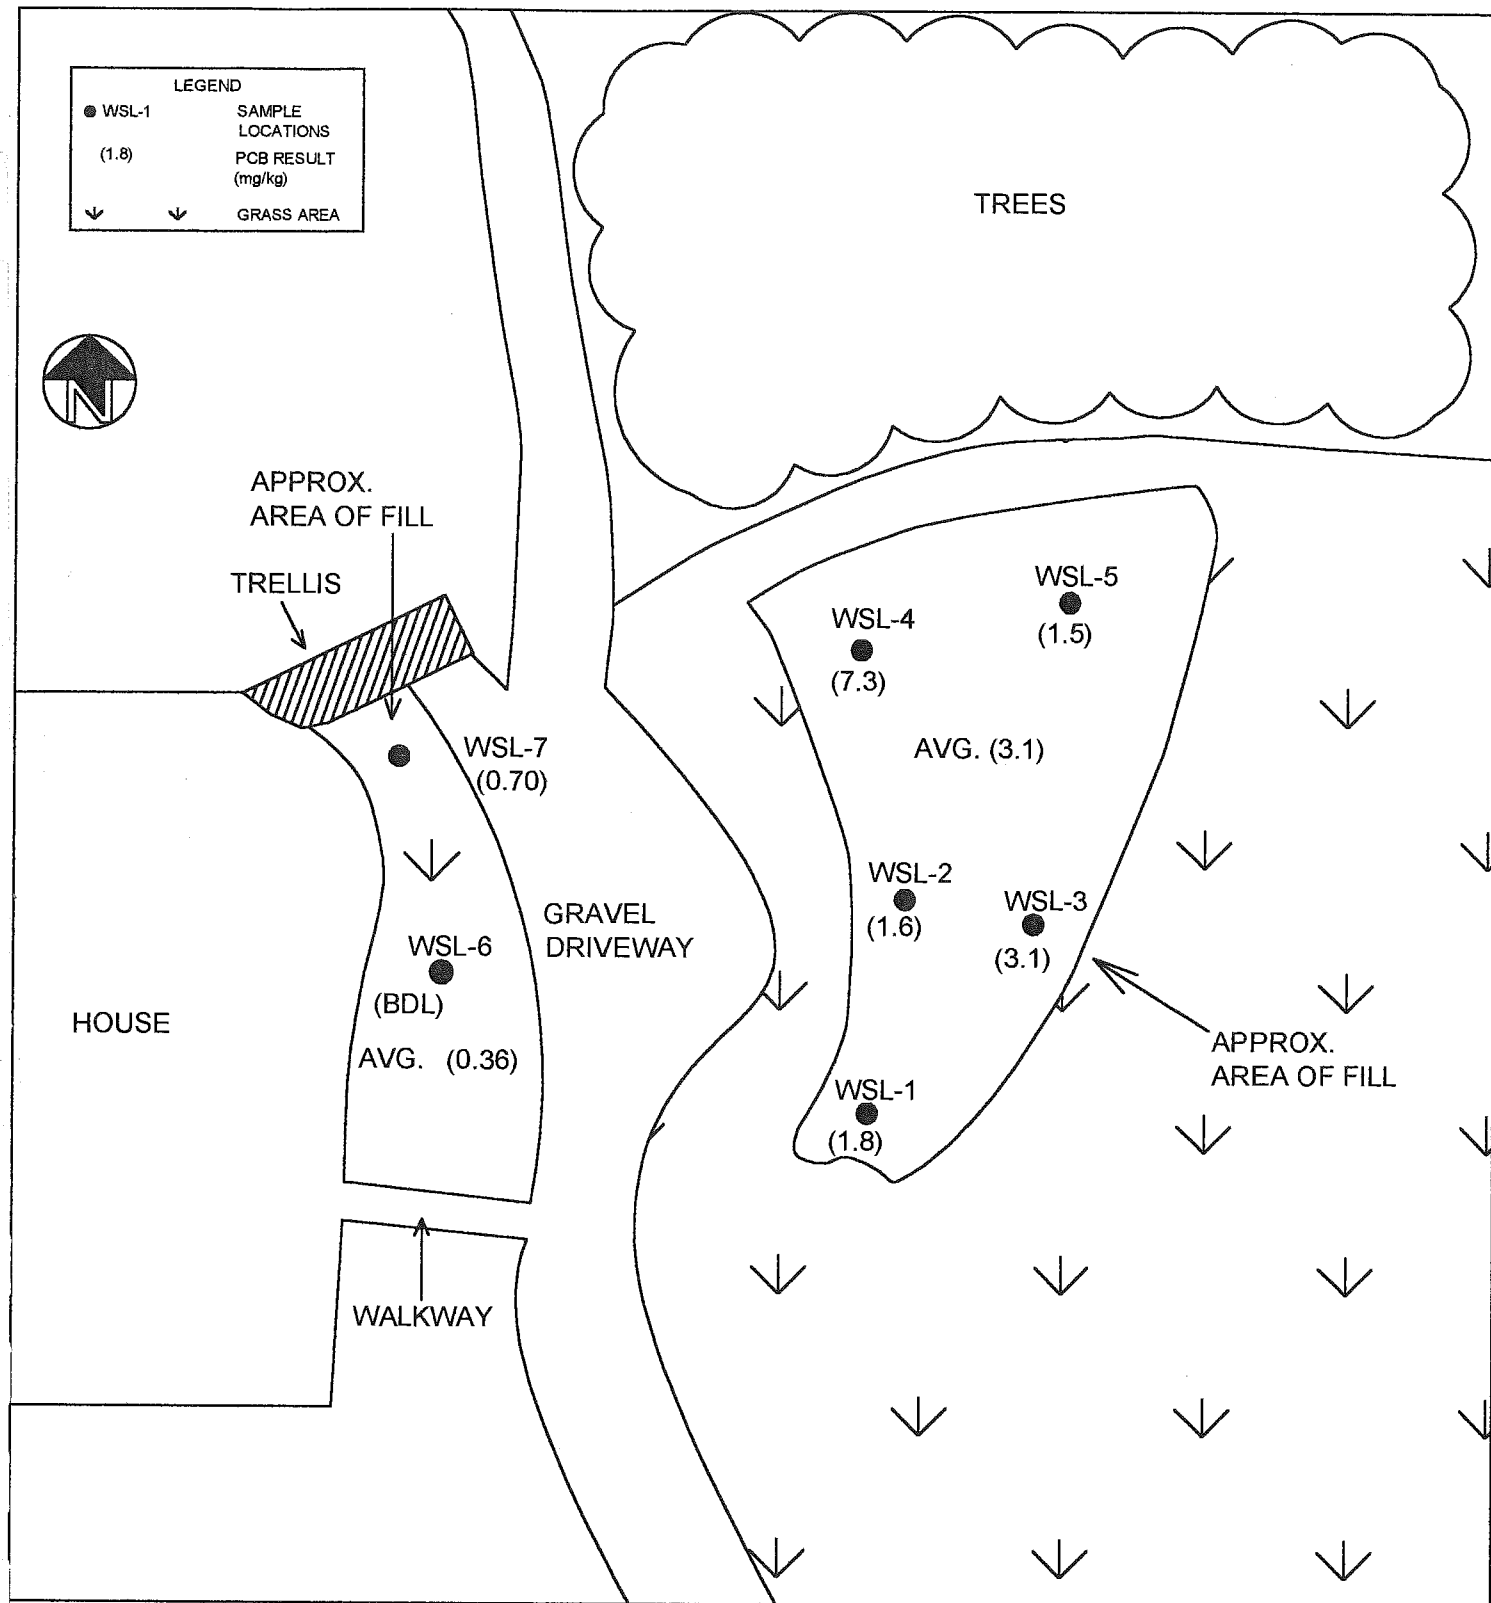 LEGEND
WSL-1 SAMPLE
LOCATIONS
(1.8) PCB RESULT
(mg/kg)
GRASS AREA
TREES
N
APPROX.
AREA OF FILL
TRELLIS
WSL-5
(1.5)
WSL-4
(7.3)
WSL-7
(0.70)
AVG. (3.1)
WSL-2
(1.6)
WSL-3
(3.1)
GRAVEL
DRIVEWAY
WSL-6
(BDL)
AVG. (0.36)
HOUSE
APPROX.
AREA OF FILL
WSL-1
(1.8)
WALKWAY